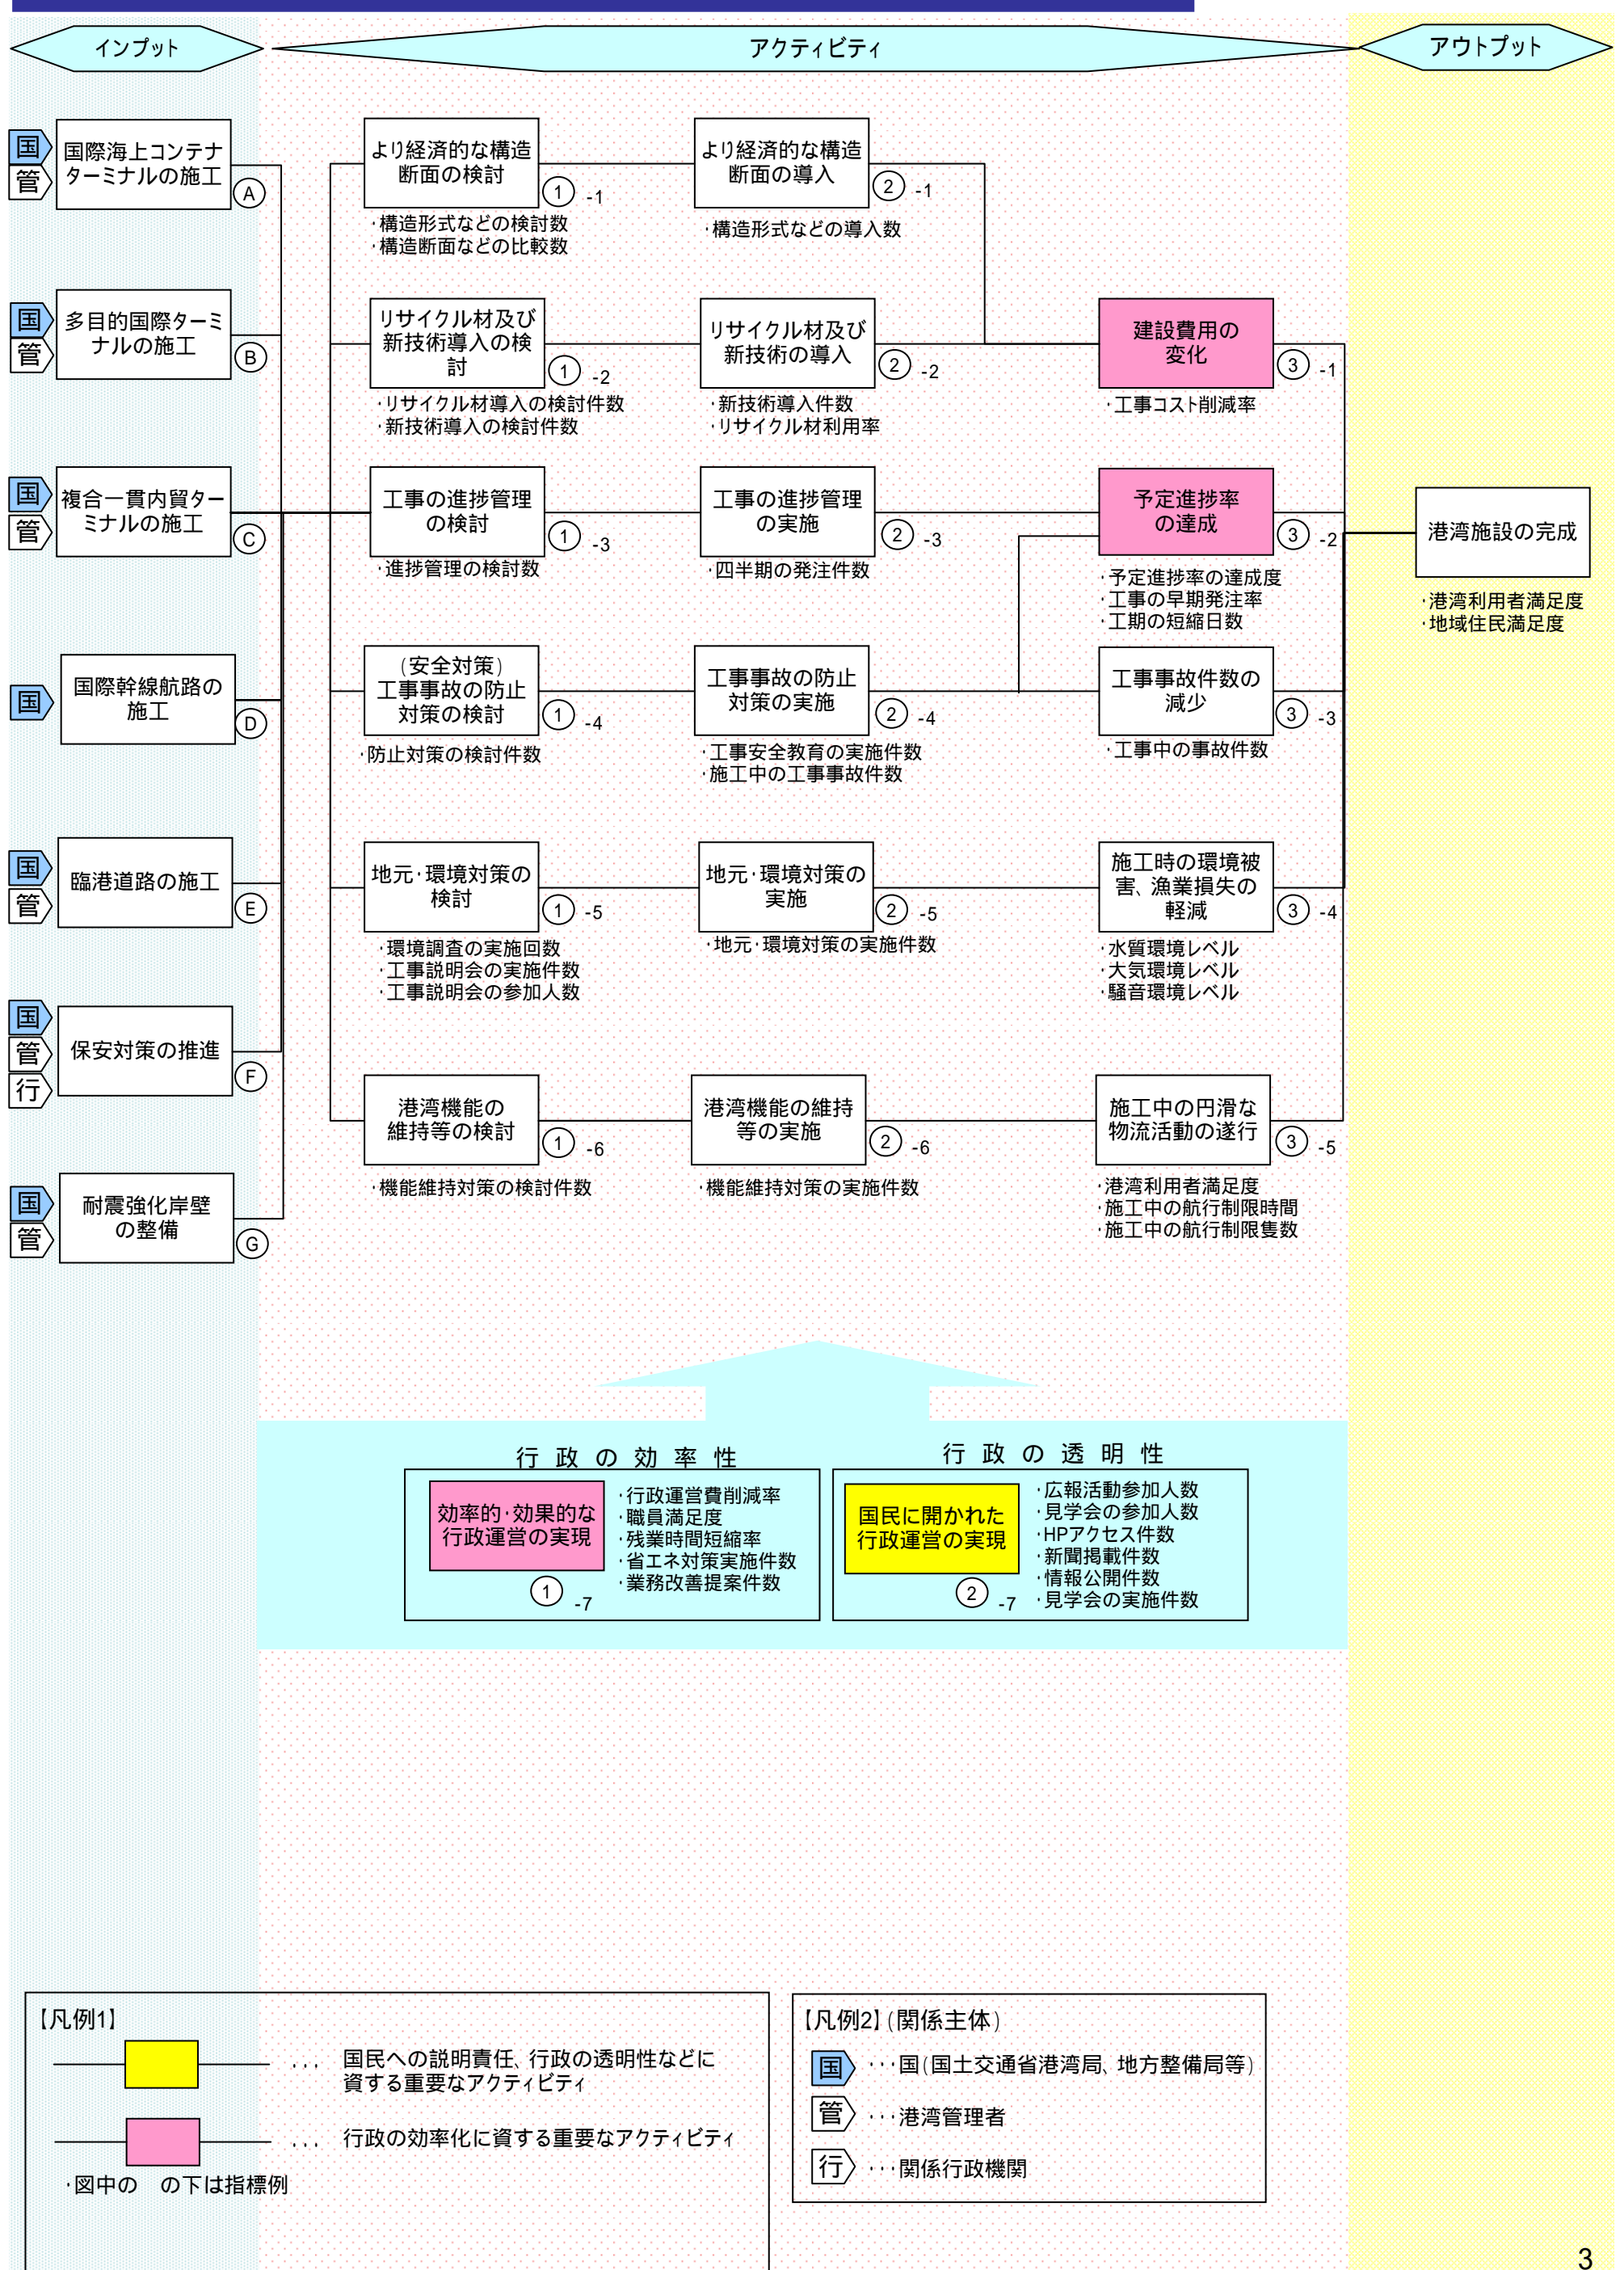 インプット
アクティビティ
アウトプット
国
管
国際海上コンテナ
ターミナルの施工
A
国
管
多目的国際ターミ
ナルの施工
B
国
管
複合一貫内貿ター
ミナルの施工
C
国
国際幹線航路の
施工
D
国
管
臨港道路の施工
E
国
管
行
保安対策の推進
F
国
管
耐震強化岸壁
の整備
G
より経済的な構造
断面の検討
① -1
・構造形式などの検討数
・構造断面などの比較数
より経済的な構造
断面の導入
② -1
・構造形式などの導入数
リサイクル材及び
新技術導入の検
討
① -2
・リサイクル材導入の検討件数
・新技術導入の検討件数
リサイクル材及び
新技術の導入
② -2
・新技術導入件数
・リサイクル材利用率
建設費用の
変化
③ -1
・工事コスト削減率
工事の進捗管理
の検討
① -3
・進捗管理の検討数
工事の進捗管理
の実施
② -3
・四半期の発注件数
予定進捗率
の達成
③ -2
・予定進捗率の達成度
・工事の早期発注率
・工期の短縮日数
(安全対策)
工事事故の防止
対策の検討
① -4
・防止対策の検討件数
工事事故の防止
対策の実施
② -4
・工事安全教育の実施件数
・施工中の工事事故件数
工事事故件数の
減少
③ -3
・工事中の事故件数
地元・環境対策の
検討
① -5
・環境調査の実施回数
・工事説明会の実施件数
・工事説明会の参加人数
地元・環境対策の
実施
② -5
・地元・環境対策の実施件数
施工時の環境被
害、漁業損失の
軽減
③ -4
・水質環境レベル
・大気環境レベル
・騒音環境レベル
港湾機能の
維持等の検討
① -6
・機能維持対策の検討件数
港湾機能の維持
等の実施
② -6
・機能維持対策の実施件数
施工中の円滑な
物流活動の遂行
③ -5
・港湾利用者満足度
・施工中の航行制限時間
・施工中の航行制限隻数
港湾施設の完成
・港湾利用者満足度
・地域住民満足度
行政の効率性
効率的・効果的な
行政運営の実現
① -7
・行政運営費削減率
・職員満足度
・残業時間短縮率
・省エネ対策実施件数
・業務改善提案件数
行政の透明性
国民に開かれた
行政運営の実現
② -7
・広報活動参加人数
・見学会の参加人数
・HPアクセス件数
・新聞掲載件数
・情報公開件数
・見学会の実施件数
【凡例1】
・・・ 国民への説明責任、行政の透明性などに
資する重要なアクティビティ
・・・ 行政の効率化に資する重要なアクティビティ
・図中の　の下は指標例
【凡例2】(関係主体)
国 ・・・国(国土交通省港湾局、地方整備局等)
管 ・・・港湾管理者
行 ・・・関係行政機関
3